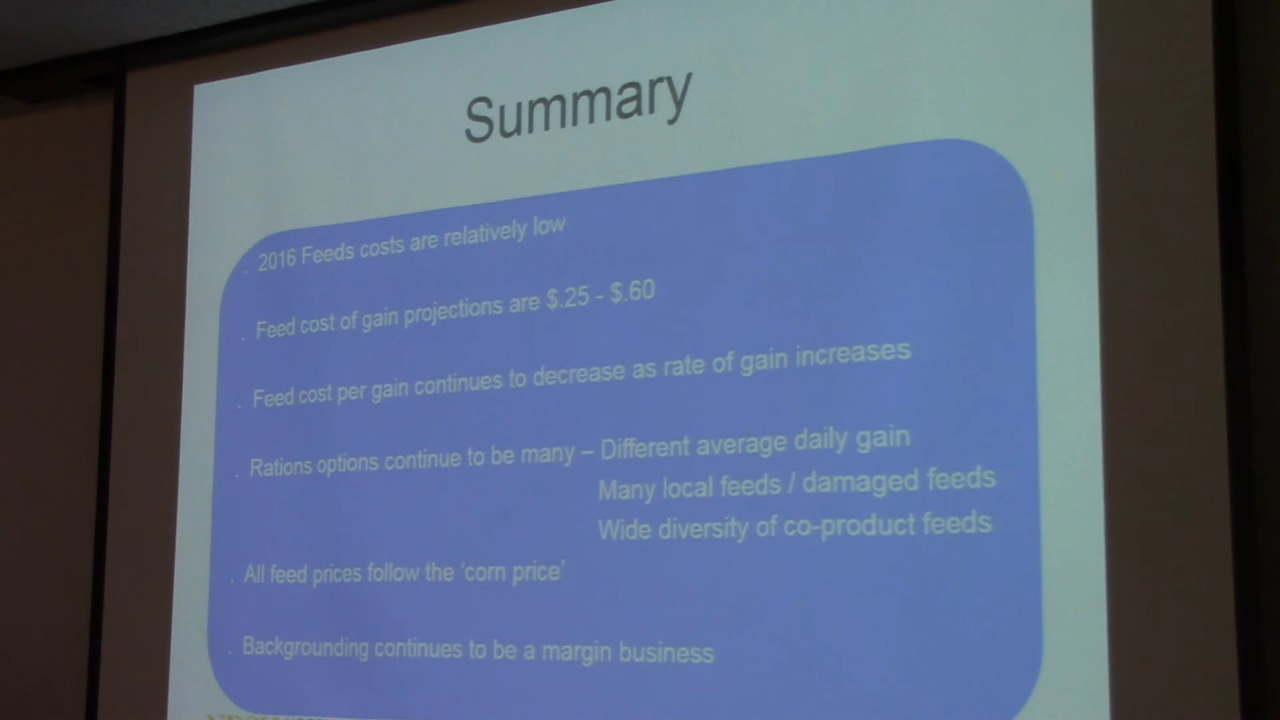 Summary
. 2016 Feeds costs are relatively low
. Feed cost of gain projections are $.25 - $.60
. Feed cost per gain continues to decrease as rate of gain increases
. Rations options continue to be many – Different average daily gain
Many local feeds / damaged feeds
Wide diversity of co-product feeds
. All feed prices follow the 'corn price'
. Backgrounding continues to be a margin business